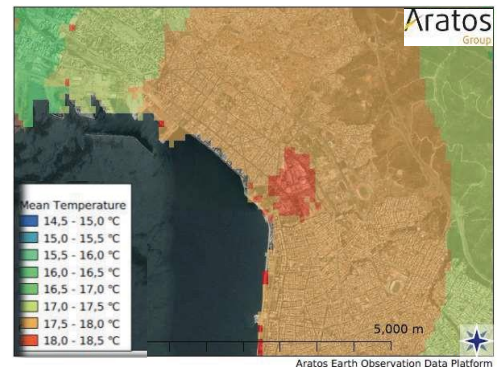 Aratos
Group
Mean Temperature
14,5 - 15,0 °C
15,0 - 15,5 °C
15,5 - 16,0 °C
16,0 - 16,5 °C
16,5 - 17,0 °C
17,0 - 17,5 °C
17,5 - 18,0 °C
18,0 - 18,5 °C
5,000 m
Aratos Earth Observation Data Platform